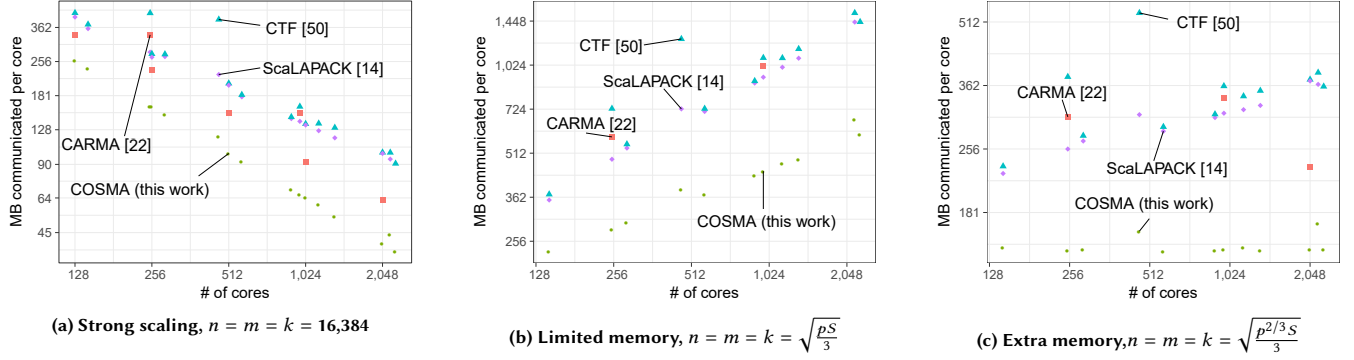 MB communicated per core
362
256
181
128
90
64
45
CTF [50]
ScaLAPACK [14]
CARMA [22]
COSMA (this work)
128
256
512
1,024
2,048
# of cores
(a) Strong scaling, n = m = k = 16,384
MB communicated per core
1,448
1,024
724
512
362
256
CTF [50]
ScaLAPACK [14]
CARMA [22]
COSMA (this work)
128
256
512
1,024
2,048
# of cores
(b) Limited memory, n = m = k = √(pS/3)
MB communicated per core
512
362
256
181
CTF [50]
CARMA [22]
ScaLAPACK [14]
COSMA (this work)
128
256
512
1,024
2,048
# of cores
(c) Extra memory,n = m = k = √(p^{2/3}S/3)